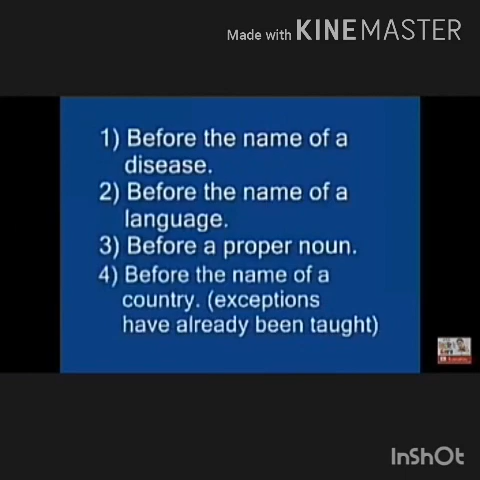 Made with KINEMASTER
1) Before the name of a
disease.
2) Before the name of a
language.
3) Before a proper noun.
4) Before the name of a
country. (exceptions
have already been taught)
InShOt